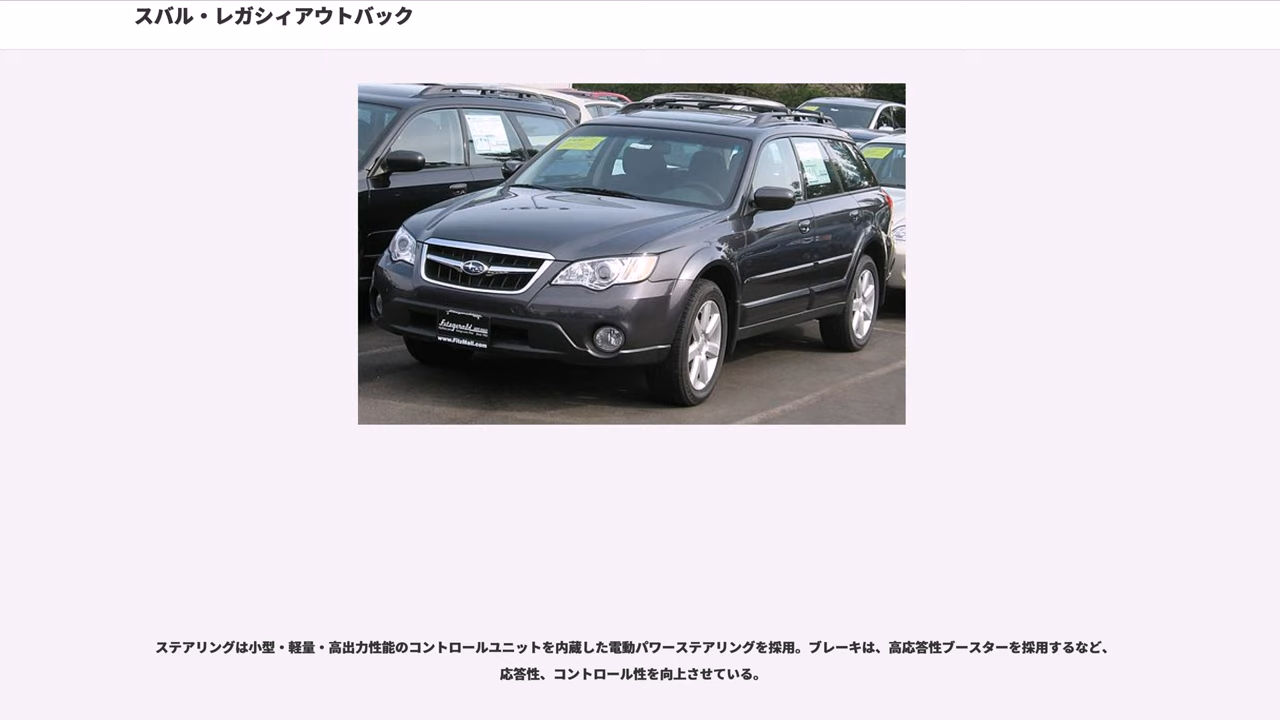 スバル・レガシィアウトバック
Fitzgerald
www.FitzMall.com
ステアリングは小型・軽量・高出力性能のコントロールユニットを内蔵した電動パワーステアリングを採用。ブレーキは、高応答性ブースターを採用するなど、
応答性、コントロール性を向上させている。